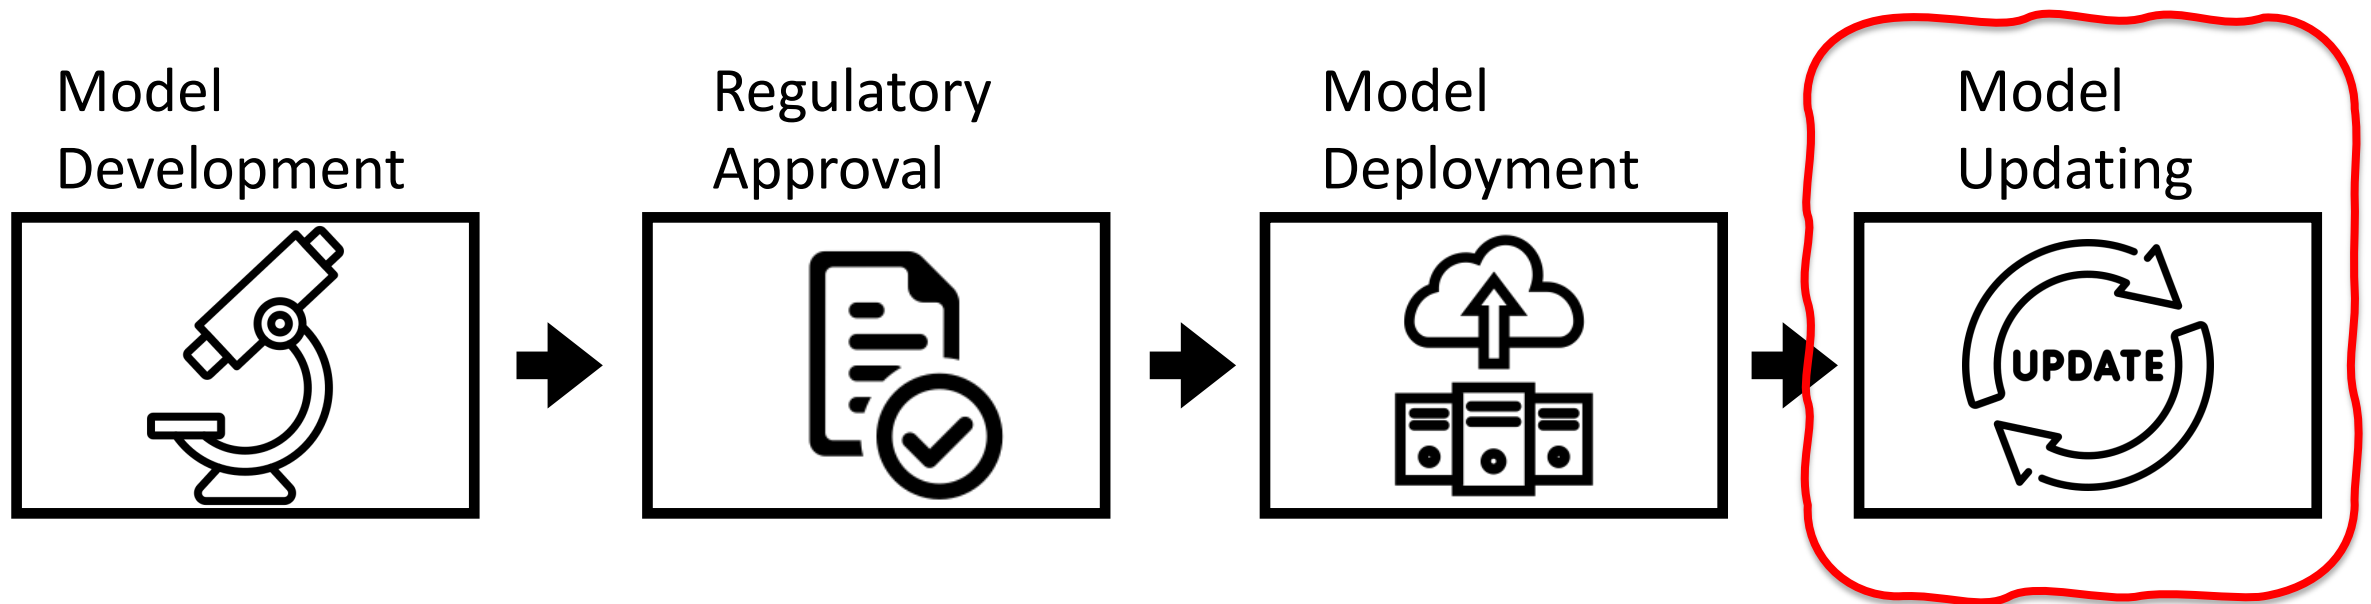 Model
Development
Regulatory
Approval
Model
Deployment
Model
Updating
UPDATE